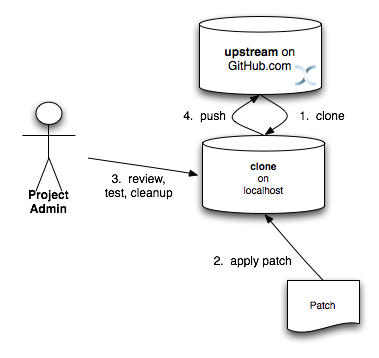 upstream on
GitHub.com
4. push
1. clone
clone
on
localhost
3. review,
test, cleanup
Project
Admin
2. apply patch
Patch